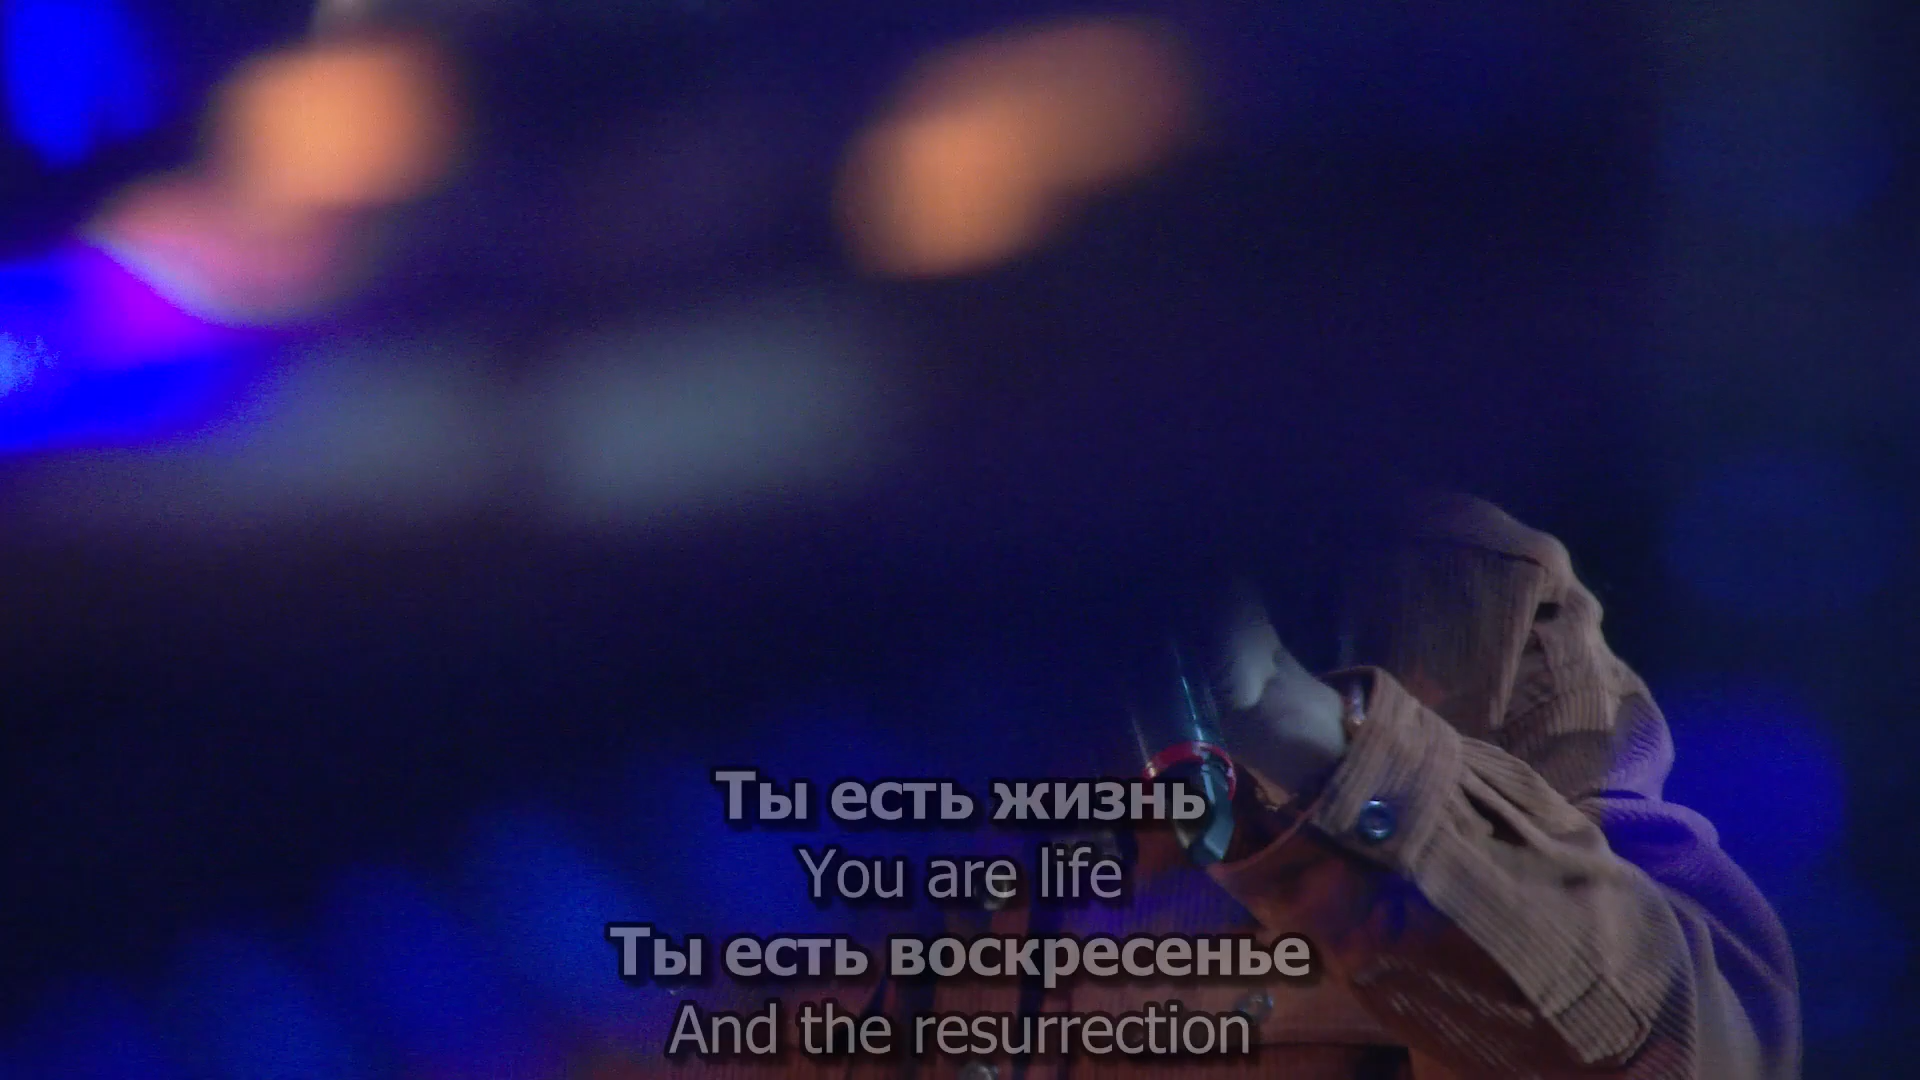 Ты есть жизнь
You are life
Ты есть воскресенье
And the resurrection